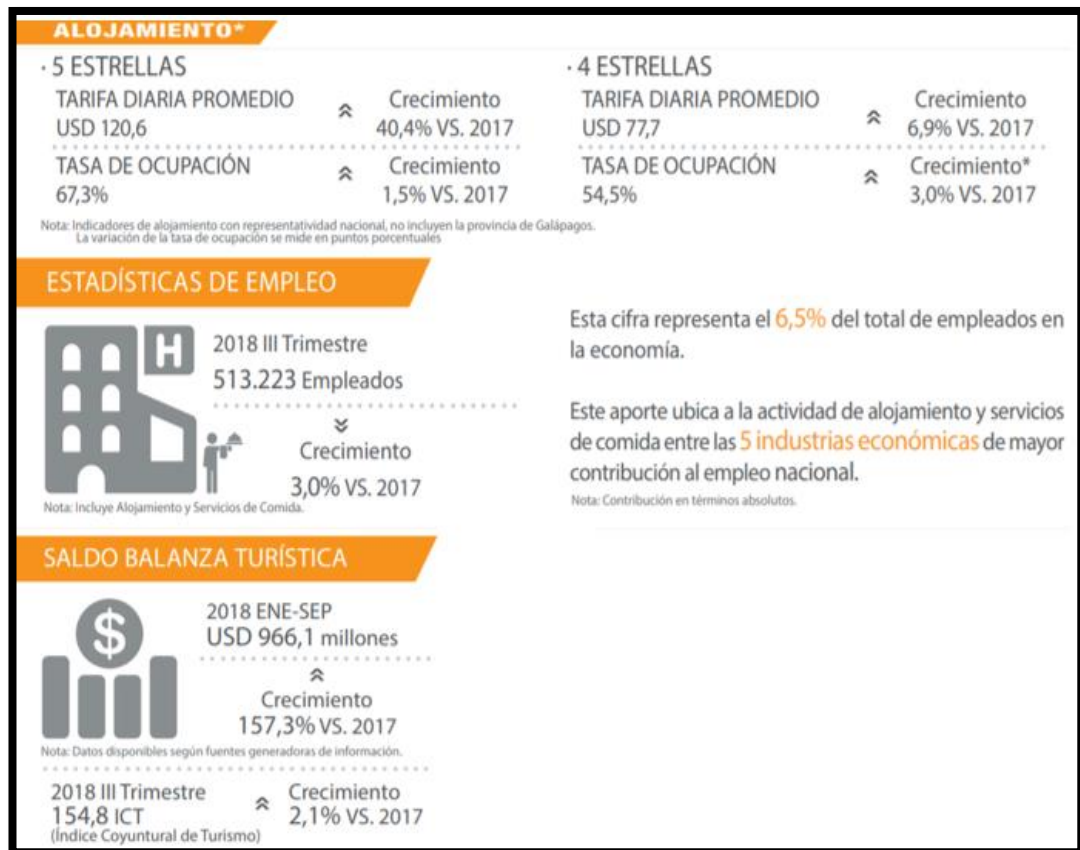 ALOJAMIENTO*
· 5 ESTRELLAS
TARIFA DIARIA PROMEDIO
USD 120,6
Crecimiento
40,4% VS. 2017
TASA DE OCUPACIÓN
67,3%
Crecimiento
1,5% VS. 2017
· 4 ESTRELLAS
TARIFA DIARIA PROMEDIO
USD 77,7
Crecimiento
6,9% VS. 2017
TASA DE OCUPACIÓN
54,5%
Crecimiento*
3,0% VS. 2017
Nota: Indicadores de alojamiento con representatividad nacional, no incluyen la provincia de Galápagos.
La variación de la tasa de ocupación se mide en puntos porcentuales
ESTADÍSTICAS DE EMPLEO
H
2018 III Trimestre
513.223 Empleados
Crecimiento
3,0% VS. 2017
Nota: Incluye Alojamiento y Servicios de Comida.
Esta cifra representa el 6,5% del total de empleados en
la economía.
Este aporte ubica a la actividad de alojamiento y servicios
de comida entre las 5 industrias económicas de mayor
contribución al empleo nacional.
Nota: Contribución en términos absolutos.
SALDO BALANZA TURÍSTICA
$
2018 ENE-SEP
USD 966,1 millones
Crecimiento
157,3% VS. 2017
Nota: Datos disponibles según fuentes generadoras de información.
2018 III Trimestre
154,8 ICT
(Índice Coyuntural de Turismo)
Crecimiento
2,1% VS. 2017